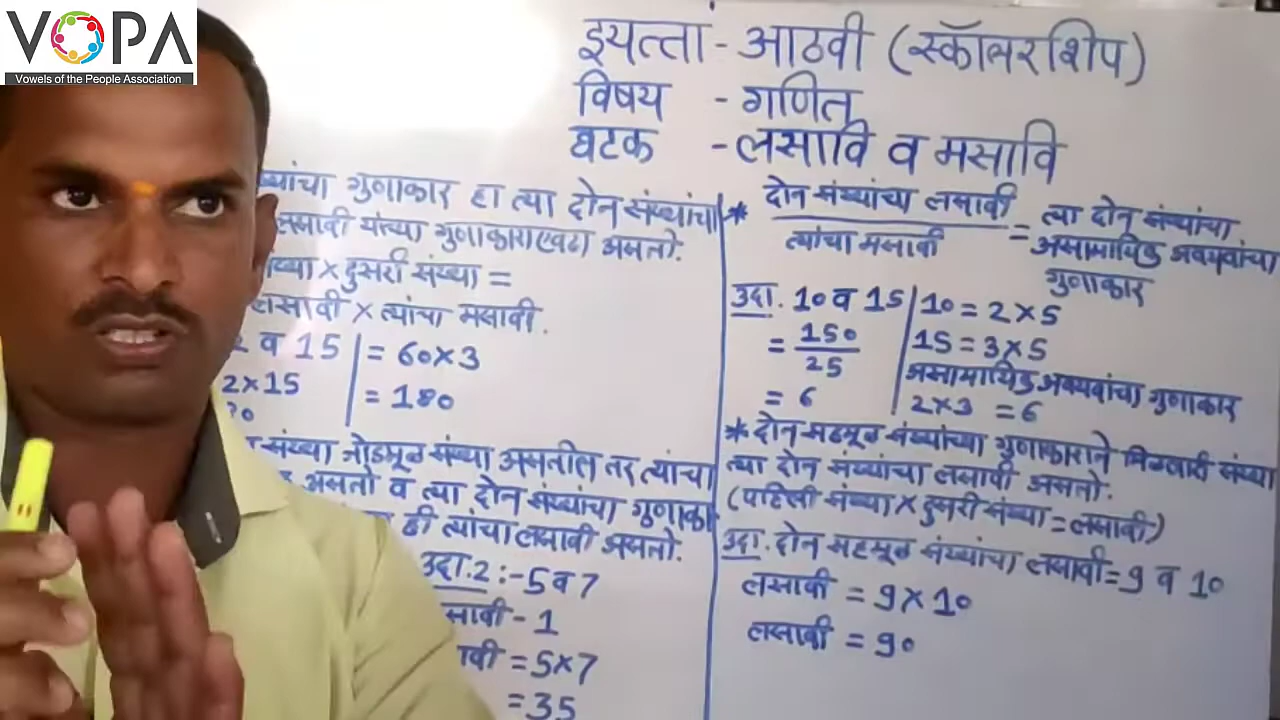 VOPA
Vowels of the People Association
इयत्ता - आठवी (स्कॉलरशिप)
विषय - गणित
घटक - लसावि व मसावि
गुणाकार हा त्या दोन संख्यांचा
लसावी यांच्या गुणाकाराएवढा असतो.
× दुसरी संख्या =
लसावी × त्यांचा मसावी.
व 15 = 60×3
2×15 = 180
संख्या जोडमूळ संख्या असतील तर त्यांचा
असतो व त्या दोन संख्यांचा गुणाका
ही त्यांचा लसावी असतो.
उदा.2 :- 5 व 7
सावी - 1
वी = 5×7
= 35
* दोन संख्यांचा लसावी = त्या दोन संख्यांचा
त्यांचा मसावी असामायिक अवयवांचा
गुणाकार
उदा. 10 व 15 10 = 2×5
= 150 15 = 3×5
25 असामायिक अवयवांचा गुणाकार
= 6 2×3 = 6
* दोन सहमूळ संख्यांच्या गुणाकाराने मिळणारी संख्या
त्या दोन संख्यांचा लसावी असतो.
(पहिली संख्या × दुसरी संख्या = लसावी)
उदा. दोन सहमूळ संख्यांचा लसावी = 9 व 10
लसावी = 9×10
लसावी = 90